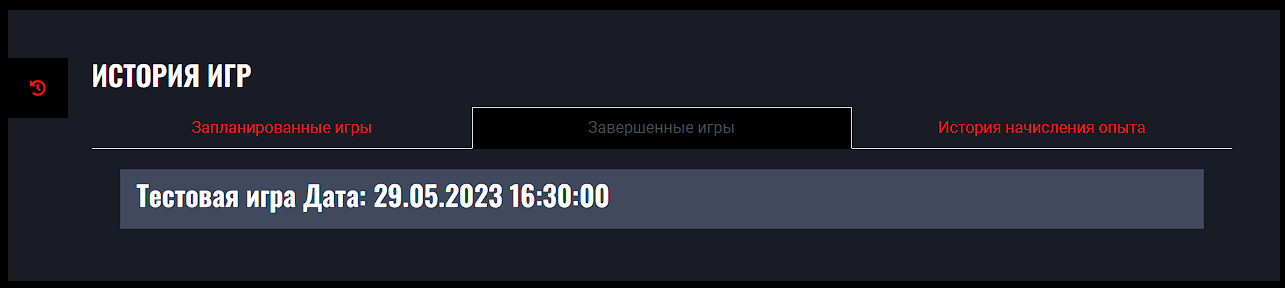 ИСТОРИЯ ИГР
Запланированные игры
Завершенные игры
История начисления опыта
Тестовая игра Дата: 29.05.2023 16:30:00